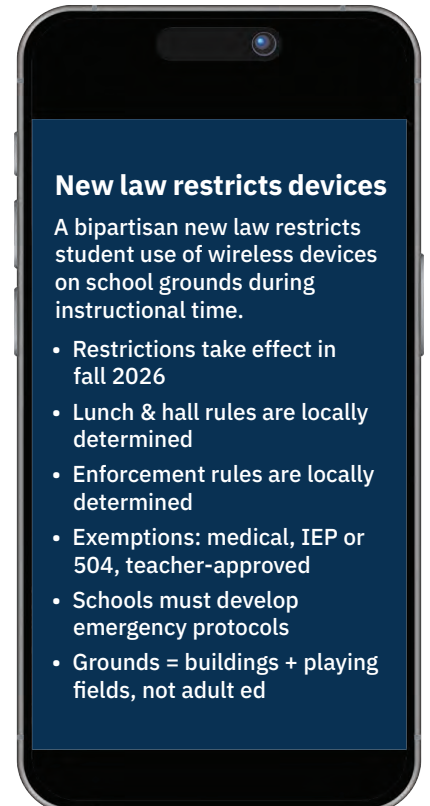 New law restricts devices
A bipartisan new law restricts
student use of wireless devices
on school grounds during
instructional time.
• Restrictions take effect in
fall 2026
• Lunch & hall rules are locally
determined
• Enforcement rules are locally
determined
• Exemptions: medical, IEP or
504, teacher-approved
• Schools must develop
emergency protocols
• Grounds = buildings + playing
fields, not adult ed